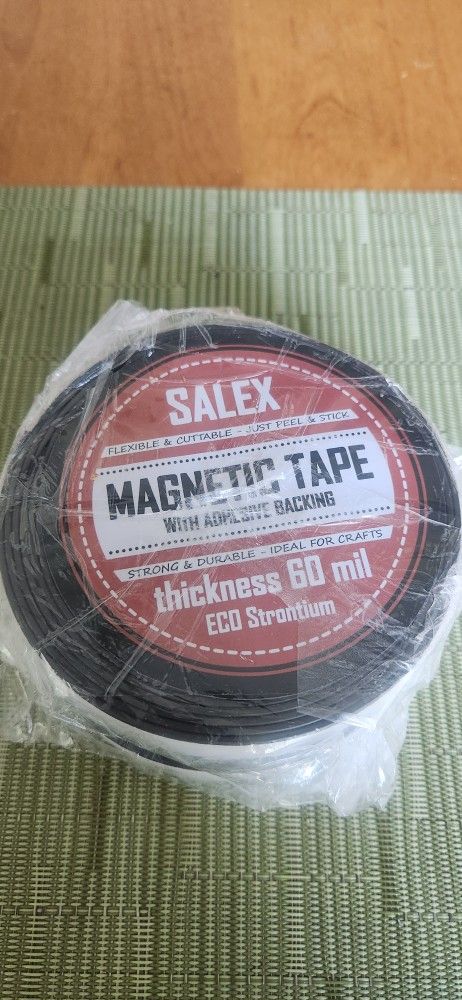 SALEX
FLEXIBLE & CUTTABLE - JUST PEEL & STICK
MAGNETIC TAPE
WITH ADHESIVE BACKING
STRONG & DURABLE - IDEAL FOR CRAFTS
thickness 60 mil
ECO Strontium